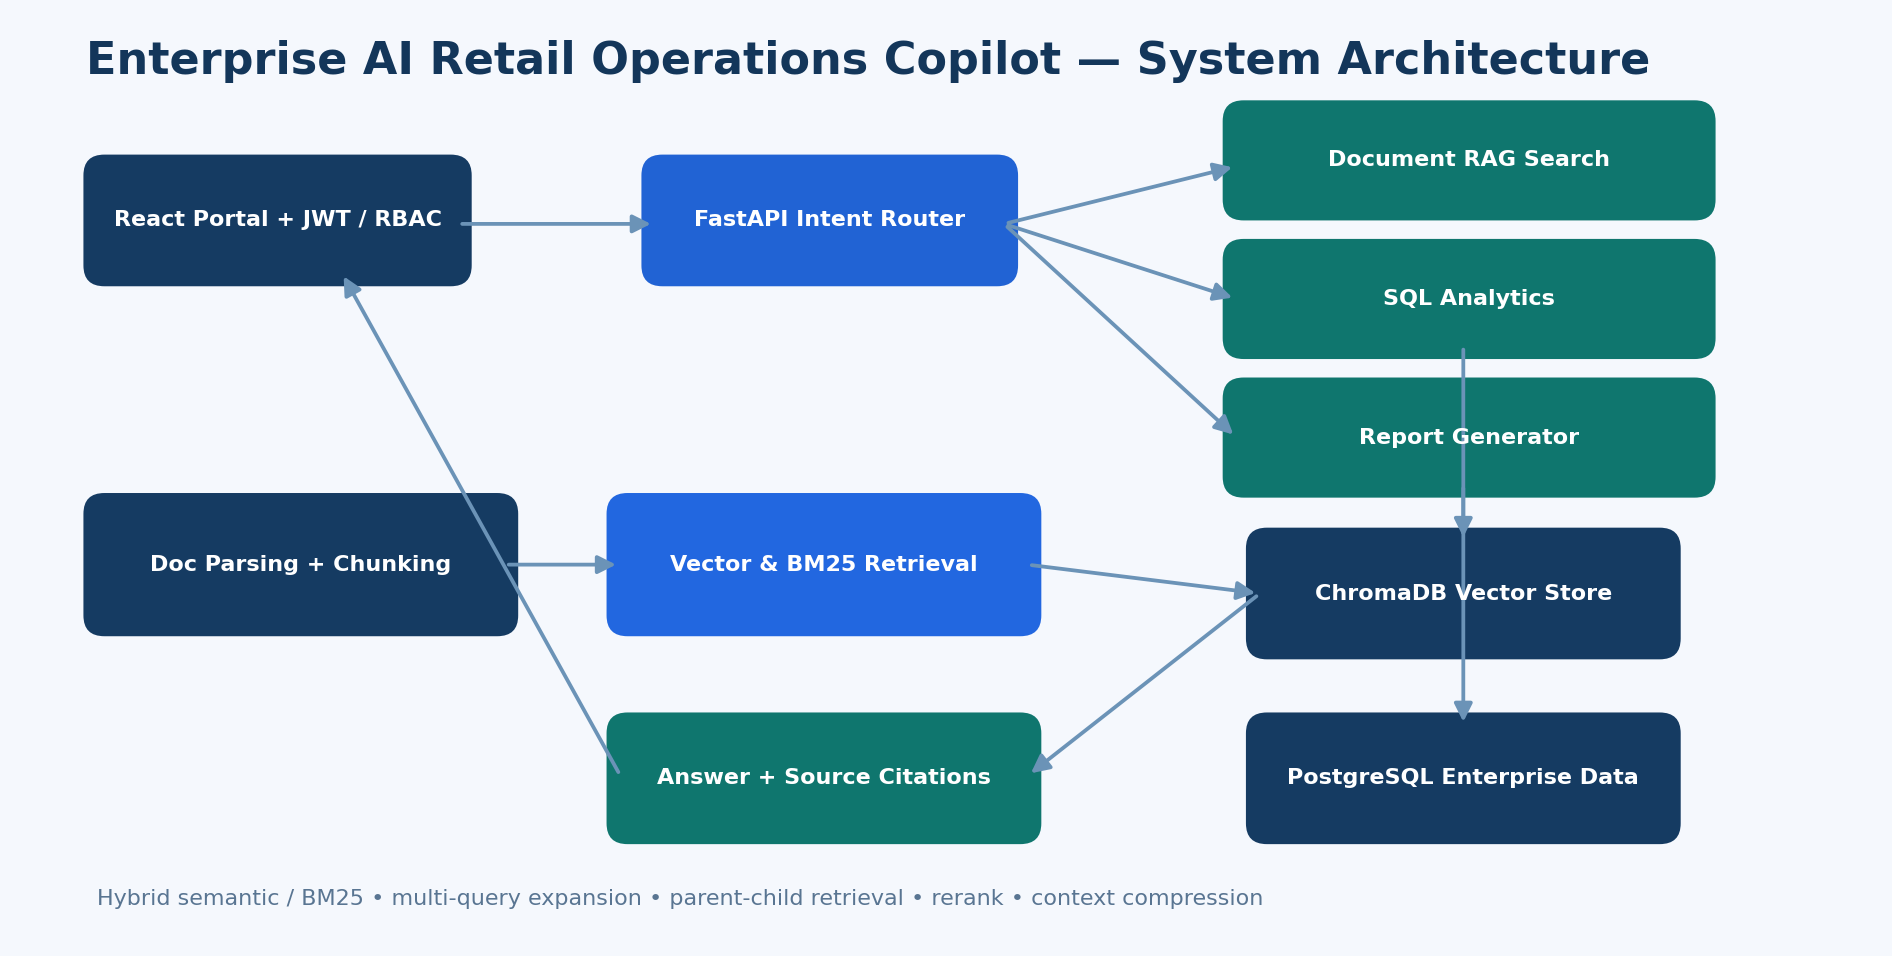 Enterprise AI Retail Operations Copilot — System Architecture
React Portal + JWT / RBAC
FastAPI Intent Router
Document RAG Search
SQL Analytics
Report Generator
Doc Parsing + Chunking
Vector & BM25 Retrieval
ChromaDB Vector Store
Answer + Source Citations
PostgreSQL Enterprise Data
Hybrid semantic / BM25 • multi-query expansion • parent-child retrieval • rerank • context compression